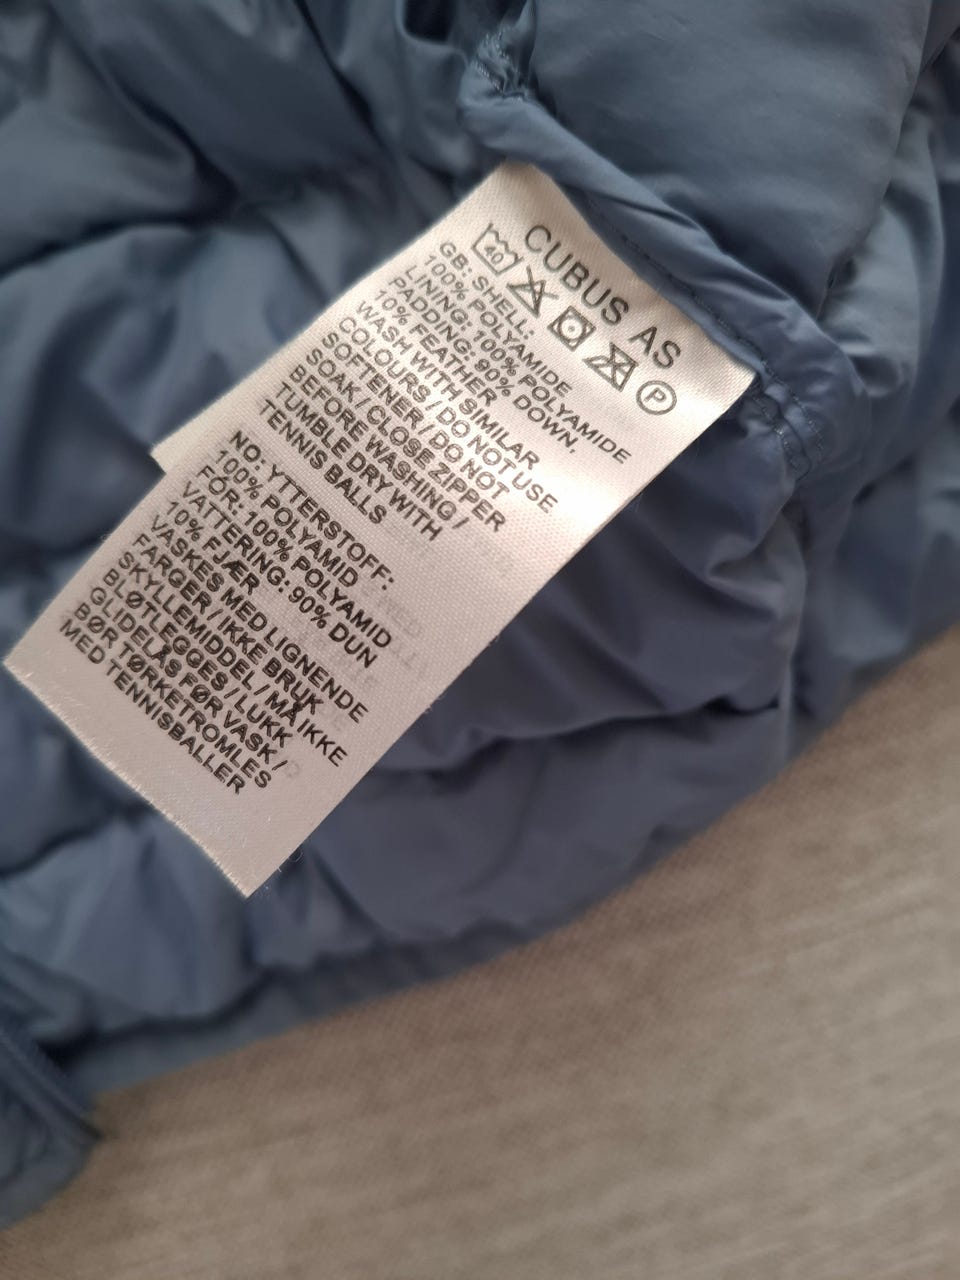 CUBUS AS
40
P
GB: SHELL:
100% POLYAMIDE
LINING: 100% POLYAMIDE
PADDING: 90% DOWN,
10% FEATHER
WASH WITH SIMILAR
COLOURS / DO NOT USE
SOFTENER / DO NOT
SOAK / CLOSE ZIPPER
BEFORE WASHING /
TUMBLE DRY WITH
TENNIS BALLS
NO: YTTERSTOFF:
100% POLYAMID
FÓR: 100% POLYAMID
VATTERING: 90% DUN
10% FJÆR
VASKES MED LIGNENDE
FARGER / IKKE BRUK
SKYLLEMIDDEL / MÅ IKKE
BLØTLEGGES / LUKK
GLIDELÅS FØR VASK /
BØR TØRKETROMLES
MED TENNISBALLER